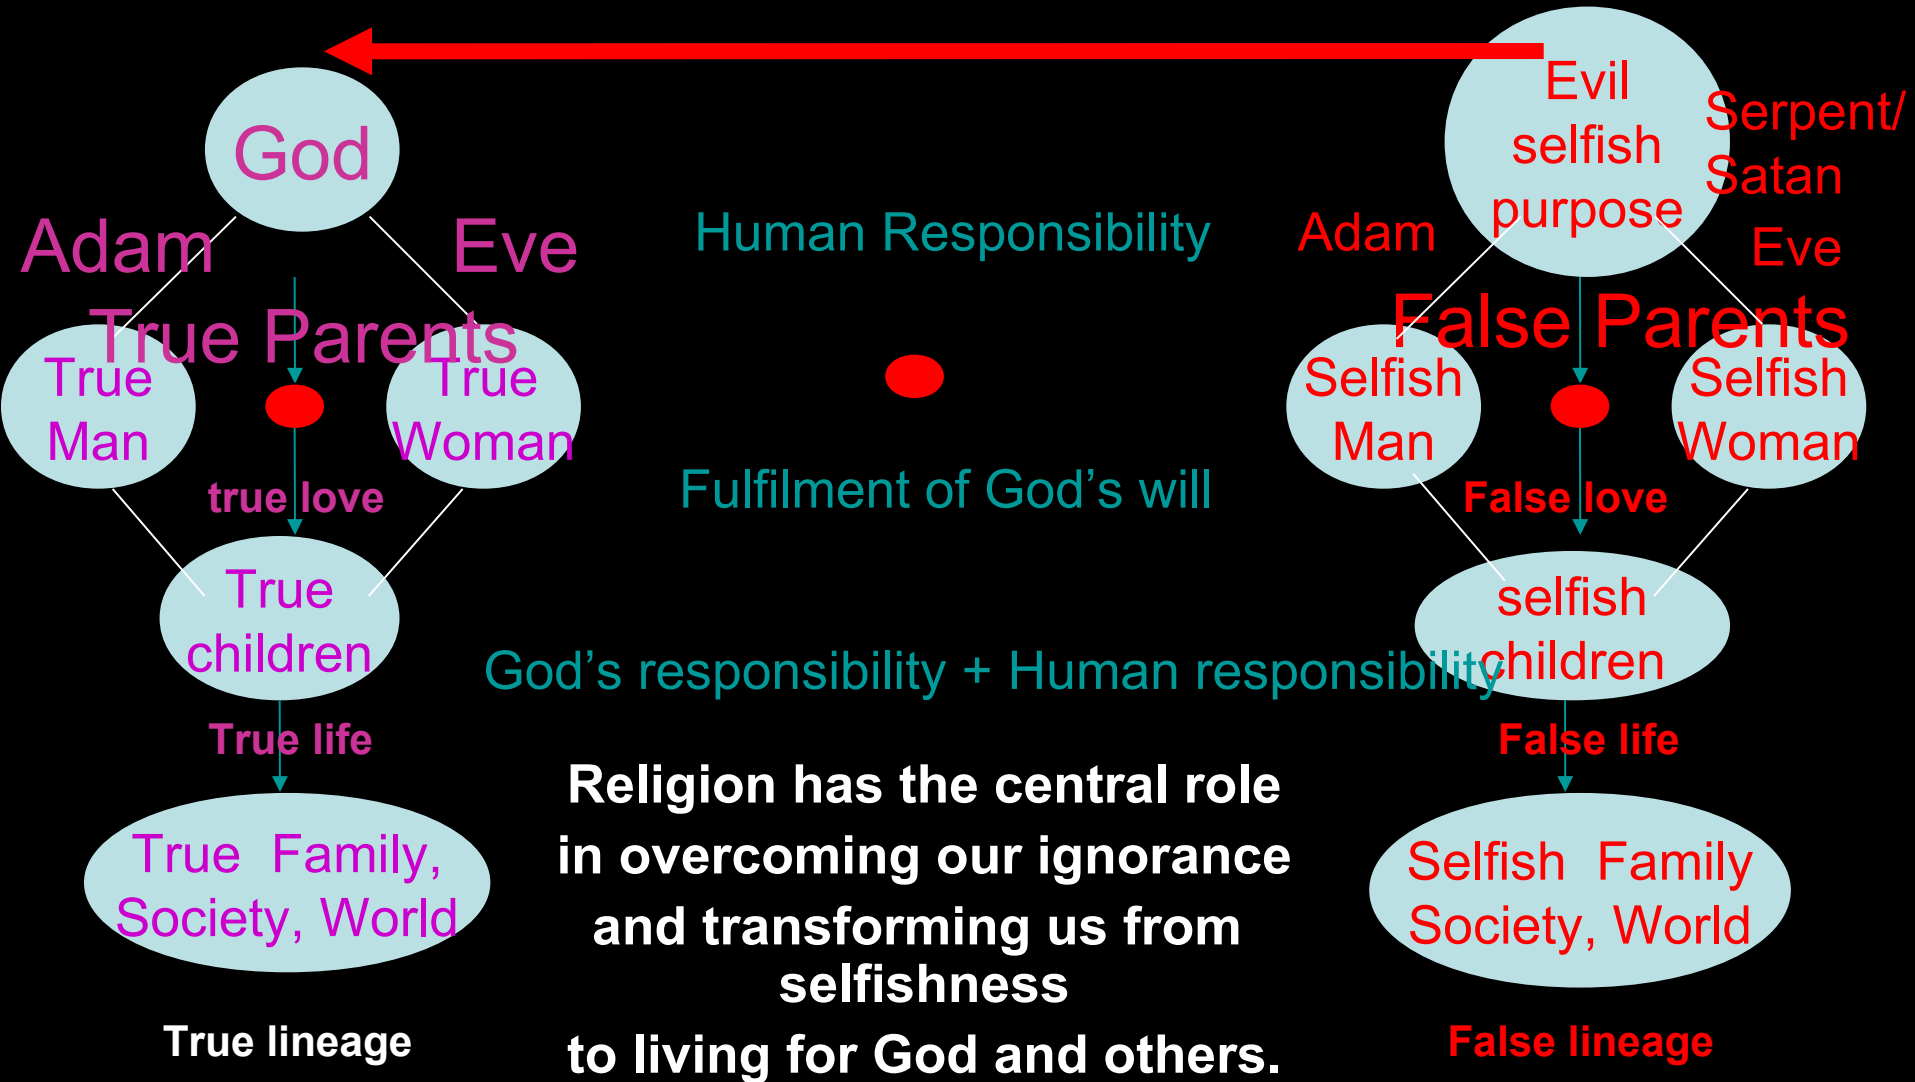 God
Adam
Eve
True Parents
True
Man
True
Woman
true love
True
children
True life
True  Family,
Society, World
True lineage
Human Responsibility
Fulfilment of God’s will
God’s responsibility + Human responsibility
Religion has the central role
in overcoming our ignorance
and transforming us from
selfishness
to living for God and others.
Evil
selfish
purpose
Serpent/
Satan
Adam
Eve
False Parents
Selfish
Man
Selfish
Woman
False love
selfish
children
False life
Selfish  Family
Society, World
False lineage